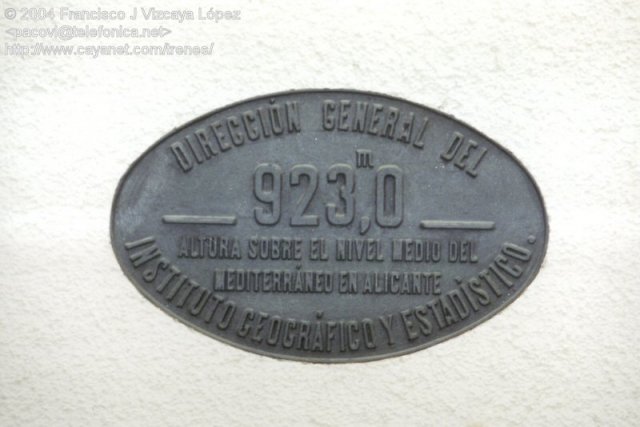 © 2004 Francisco J Vizcaya López
<pacovi@telefonica.net>
http://www.cayanet.com/irenes/
DIRECCIÓN GENERAL DEL
923,0 m
ALTURA SOBRE EL NIVEL MEDIO DEL
MEDITERRÁNEO EN ALICANTE
INSTITUTO GEOGRÁFICO Y ESTADÍSTICO.